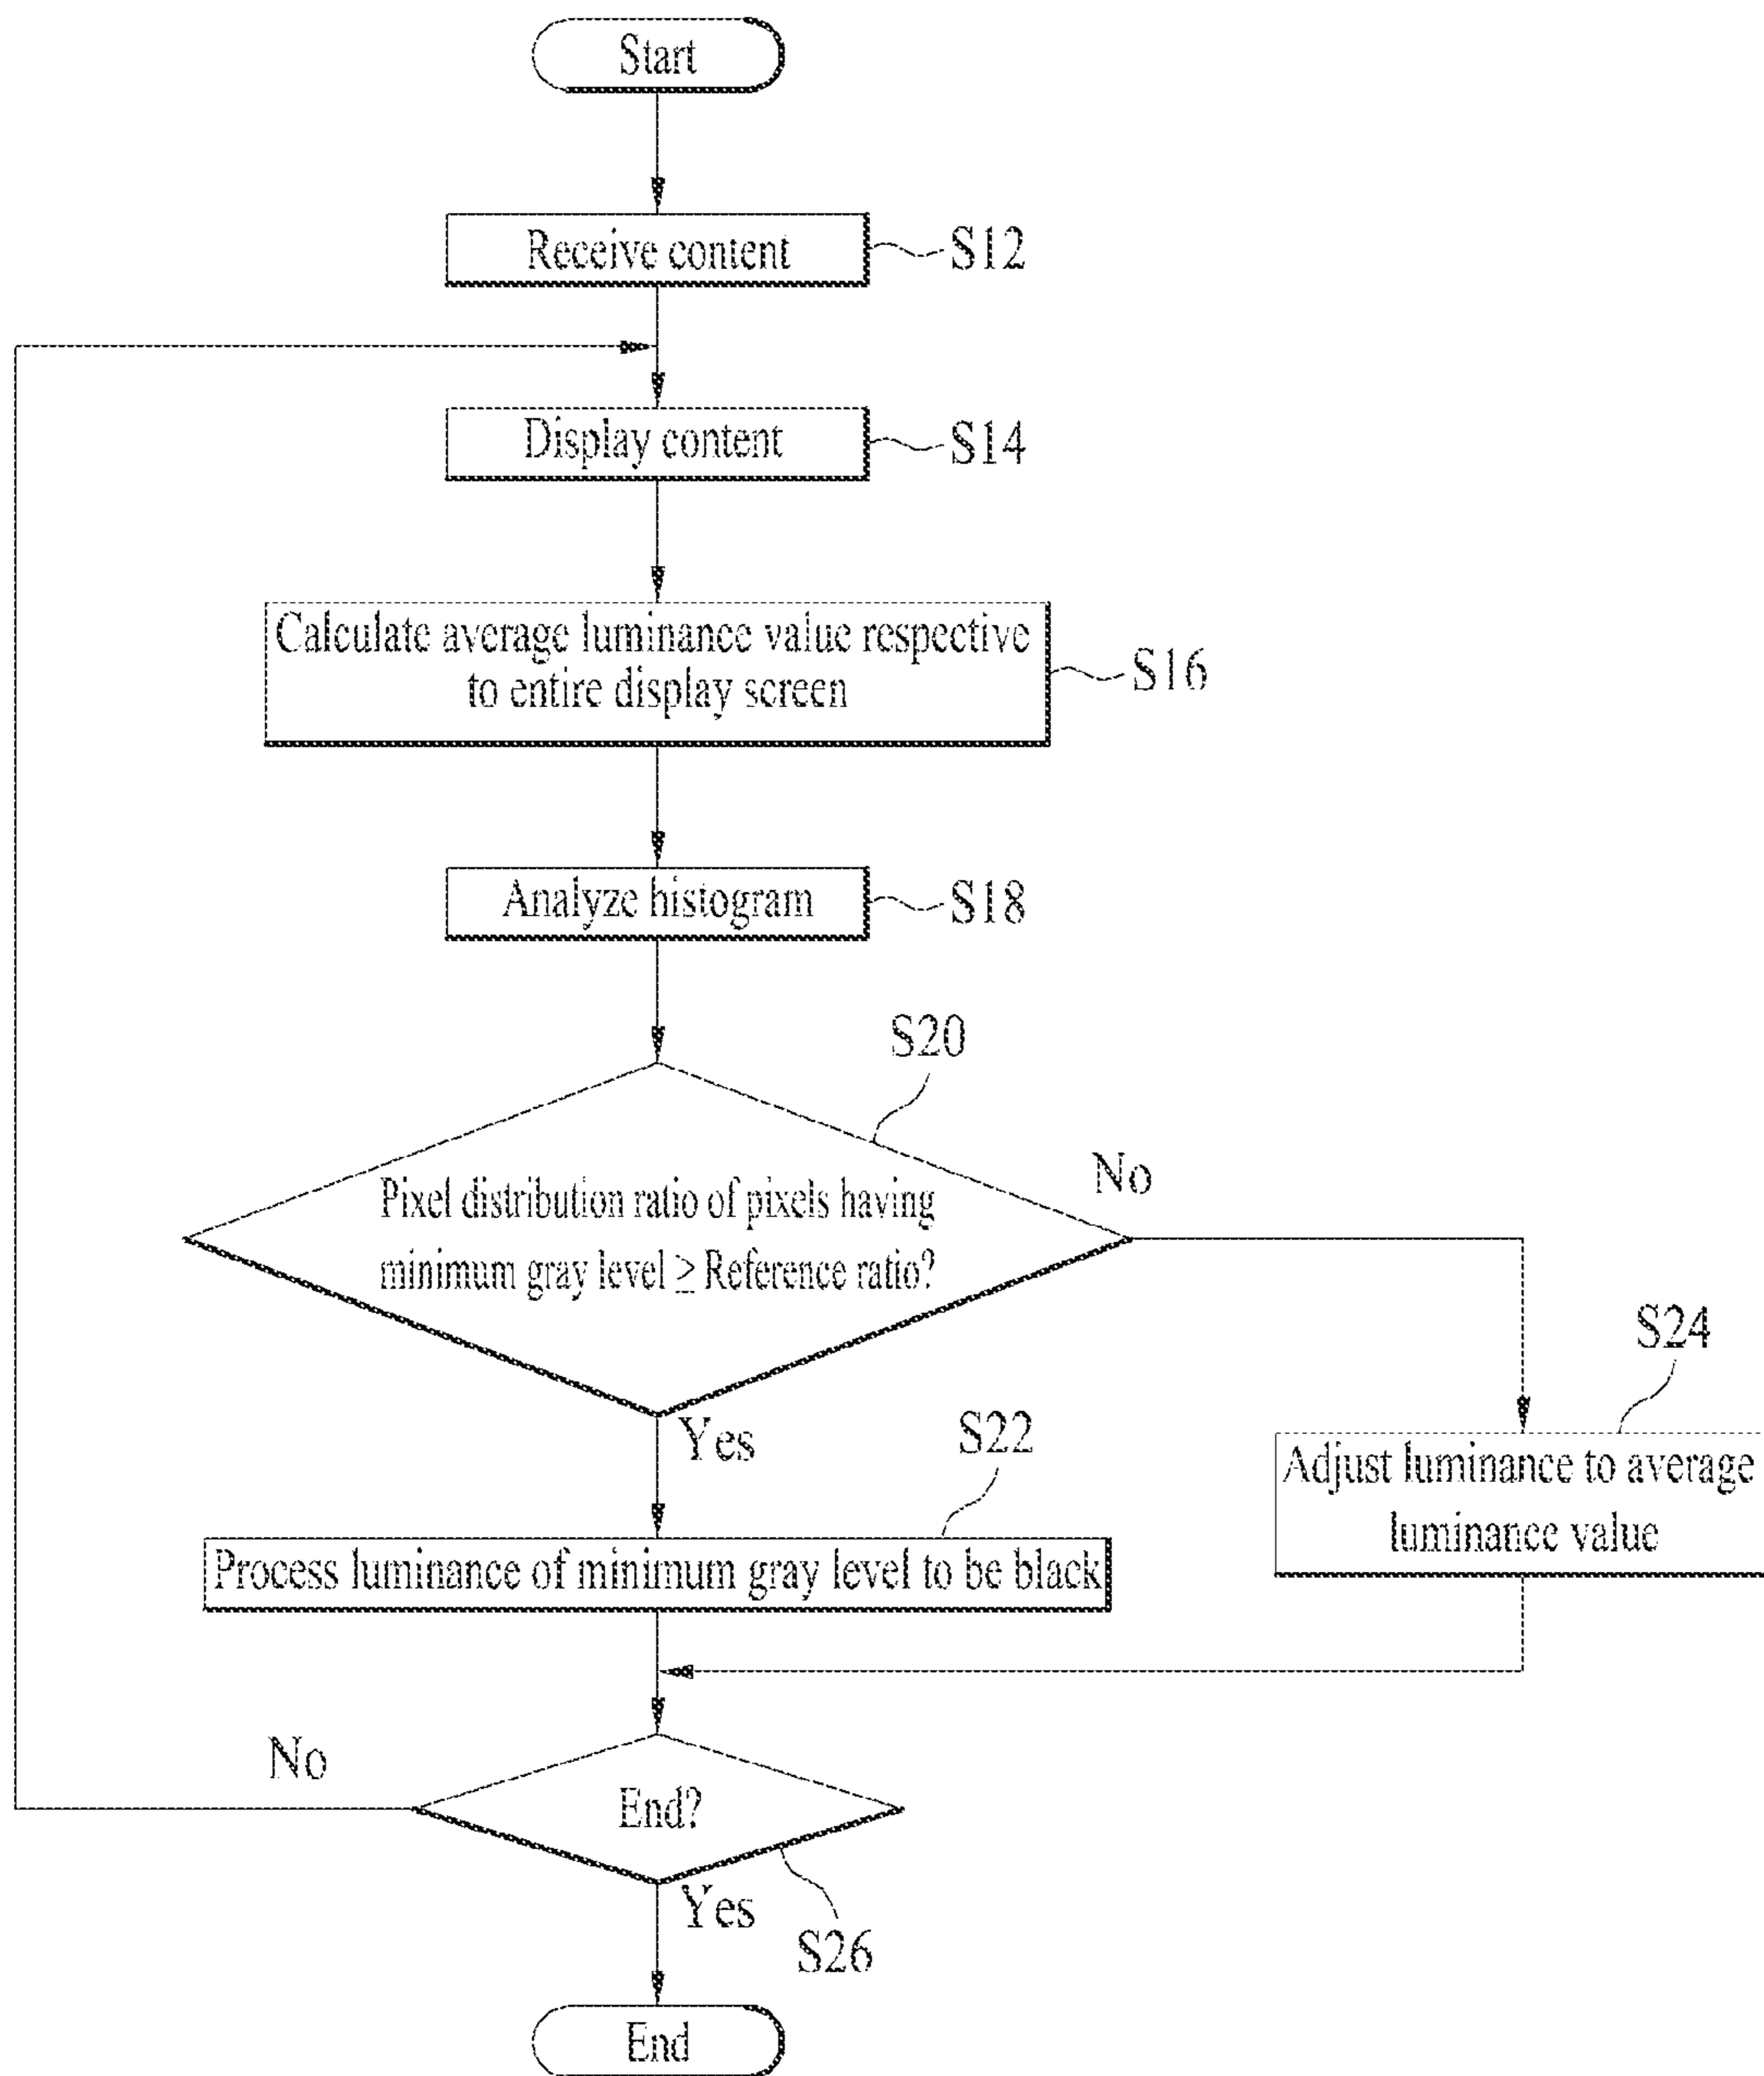 Start
Receive content
S12
Display content
S14
Calculate average luminance value respective
to entire display screen
S16
Analyze histogram
S18
S20
Pixel distribution ratio of pixels having
minimum gray level ≥ Reference ratio?
No
Yes
S22
Process luminance of minimum gray level to be black
S24
Adjust luminance to average
luminance value
No
End?
Yes
S26
End